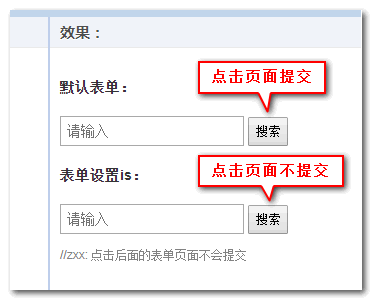 效果：
点击页面提交
默认表单：
请输入 搜索
点击页面不提交
表单设置is：
请输入 搜索
//zxx: 点击后面的表单页面不会提交